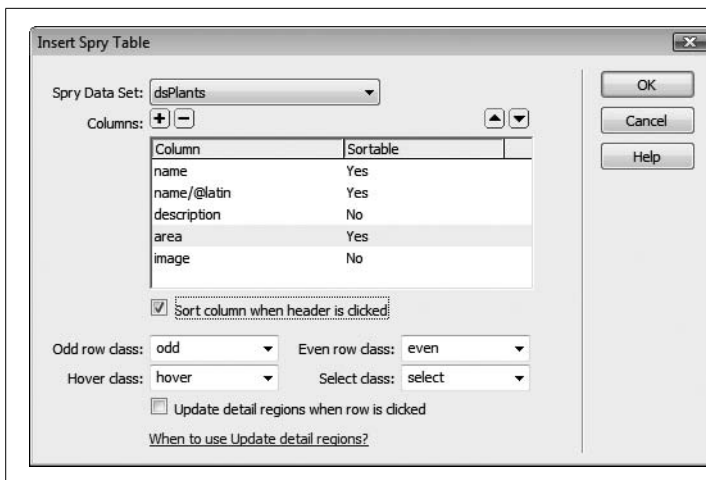 Insert Spry Table
Spry Data Set: dsPlants
OK
Columns:
Cancel
Help
Column Sortable
name Yes
name/@latin Yes
description No
area Yes
image No
Sort column when header is clicked
Odd row class: odd Even row class: even
Hover class: hover Select class: select
Update detail regions when row is clicked
When to use Update detail regions?